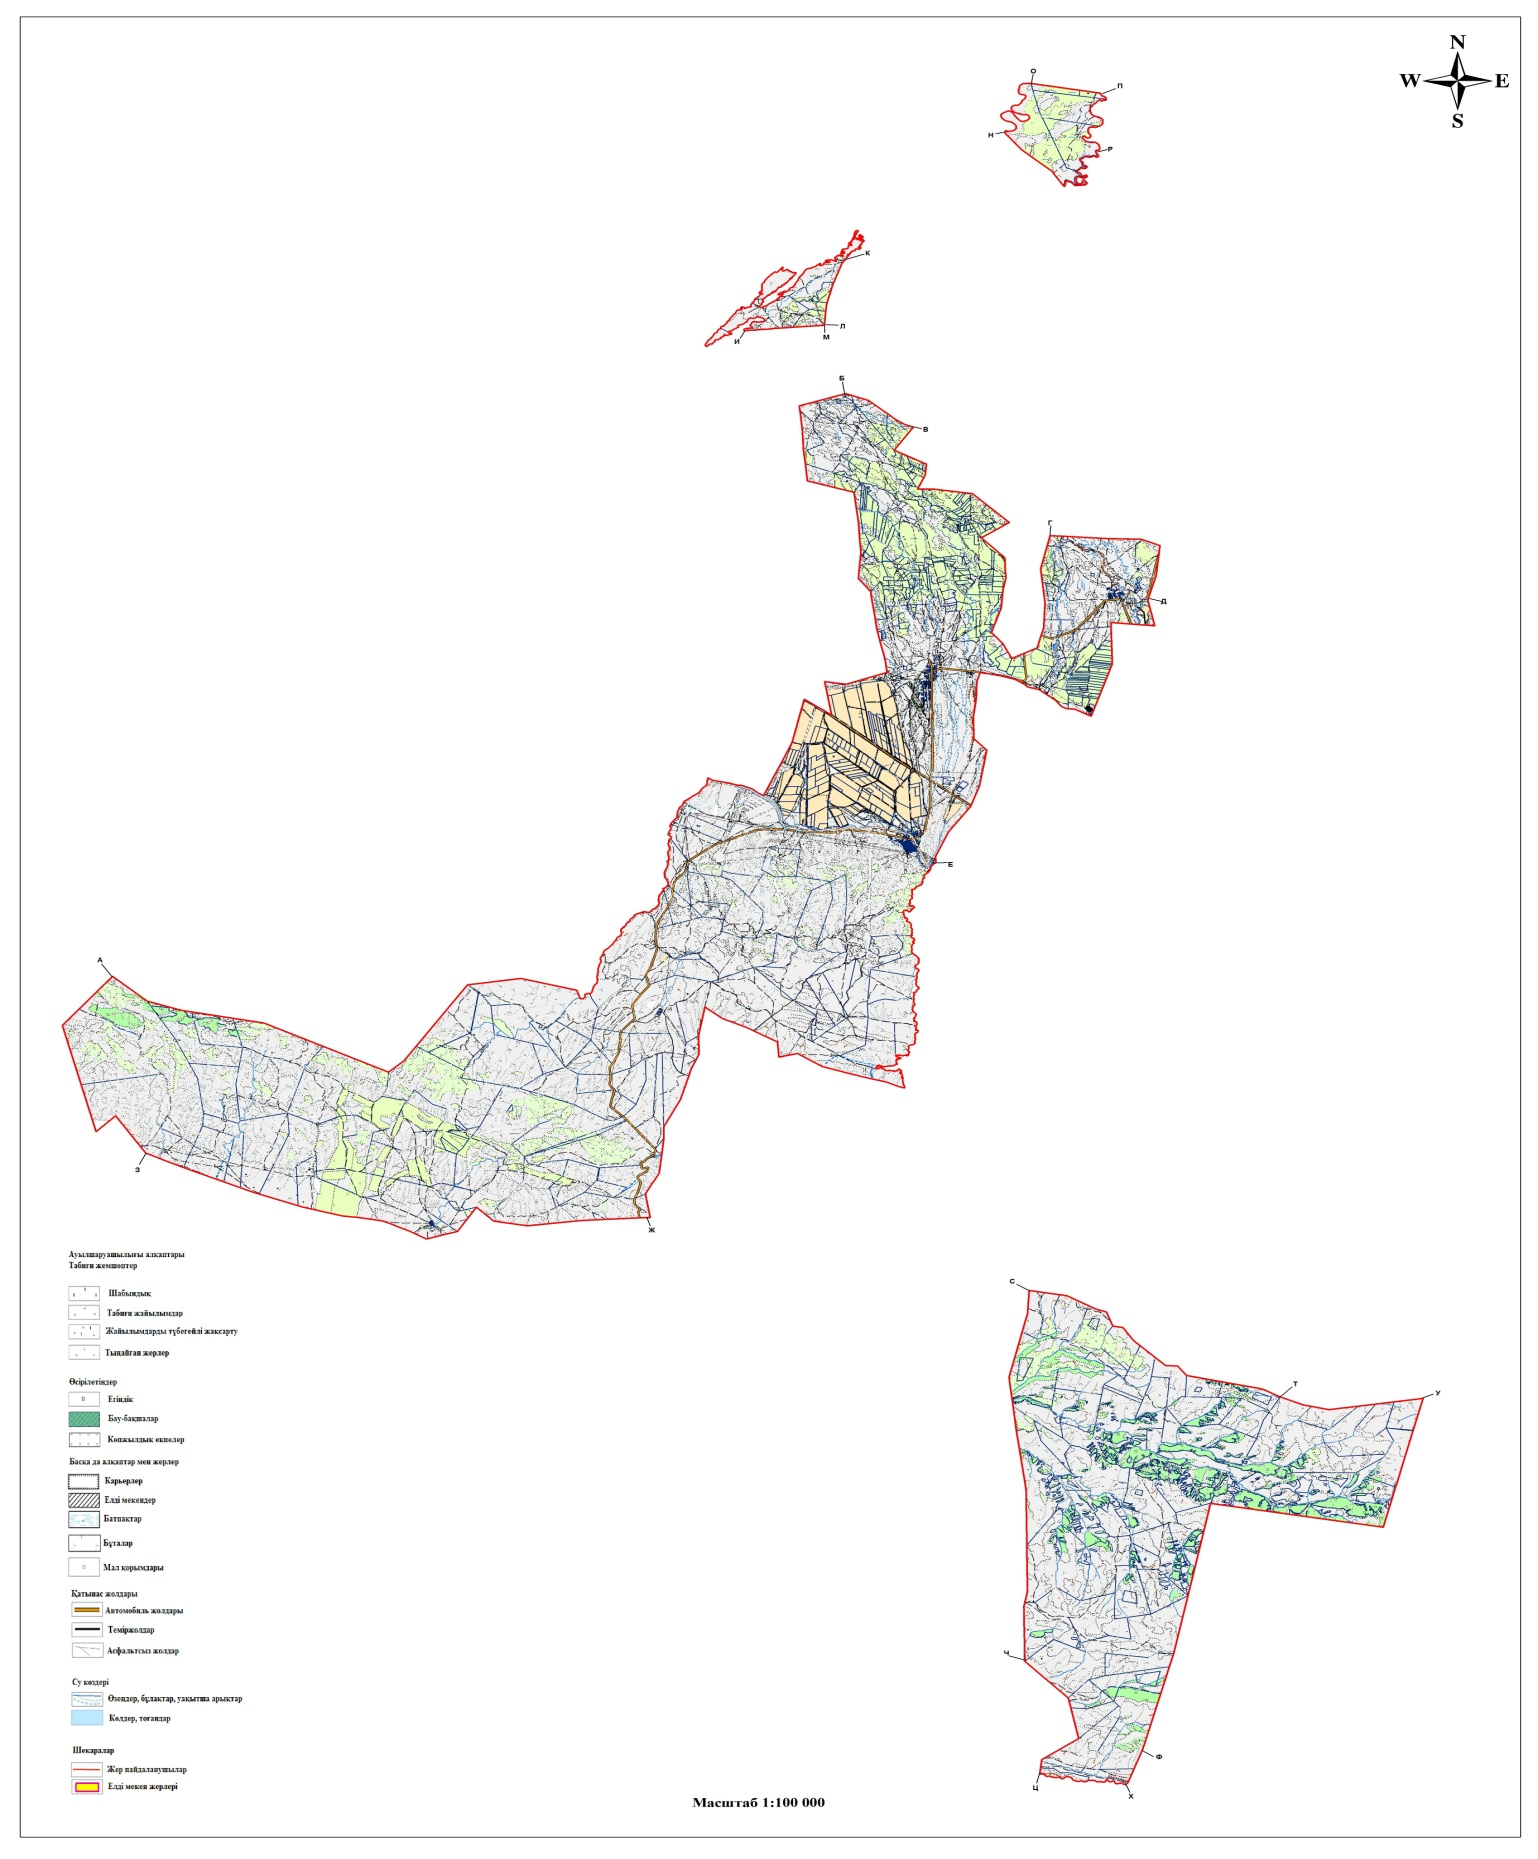 N
W E
S
О
П
Н
Р
К
Л
И
М
Б
В
Г
Д
Е
А
З
Ж
Ауылшаруашылығы алқаптары
Табиғи жемшөптер
Шабындық
Табиғи жайылымдар
Жайылымдарды түбегейлі жақсарту
Тыңайған жерлер
Өсірілетіндер
Егіндік
Бау-бақшалар
Көпжылдық екпелер
Басқа да алқаптар мен жерлер
Карьерлер
Елді мекендер
Батпақтар
Бұталар
Мал қорымдары
Қатынас жолдары
Автомобиль жолдары
Теміржолдар
Асфальтсыз жолдар
Су көздері
Өзендер, бұлақтар, уақытша арықтар
Көлдер, тоғандар
Шекаралар
Жер пайдаланушылар
Елді мекен жерлері
С
Т
У
Ч
Ф
Ц
Х
Масштаб 1:100 000